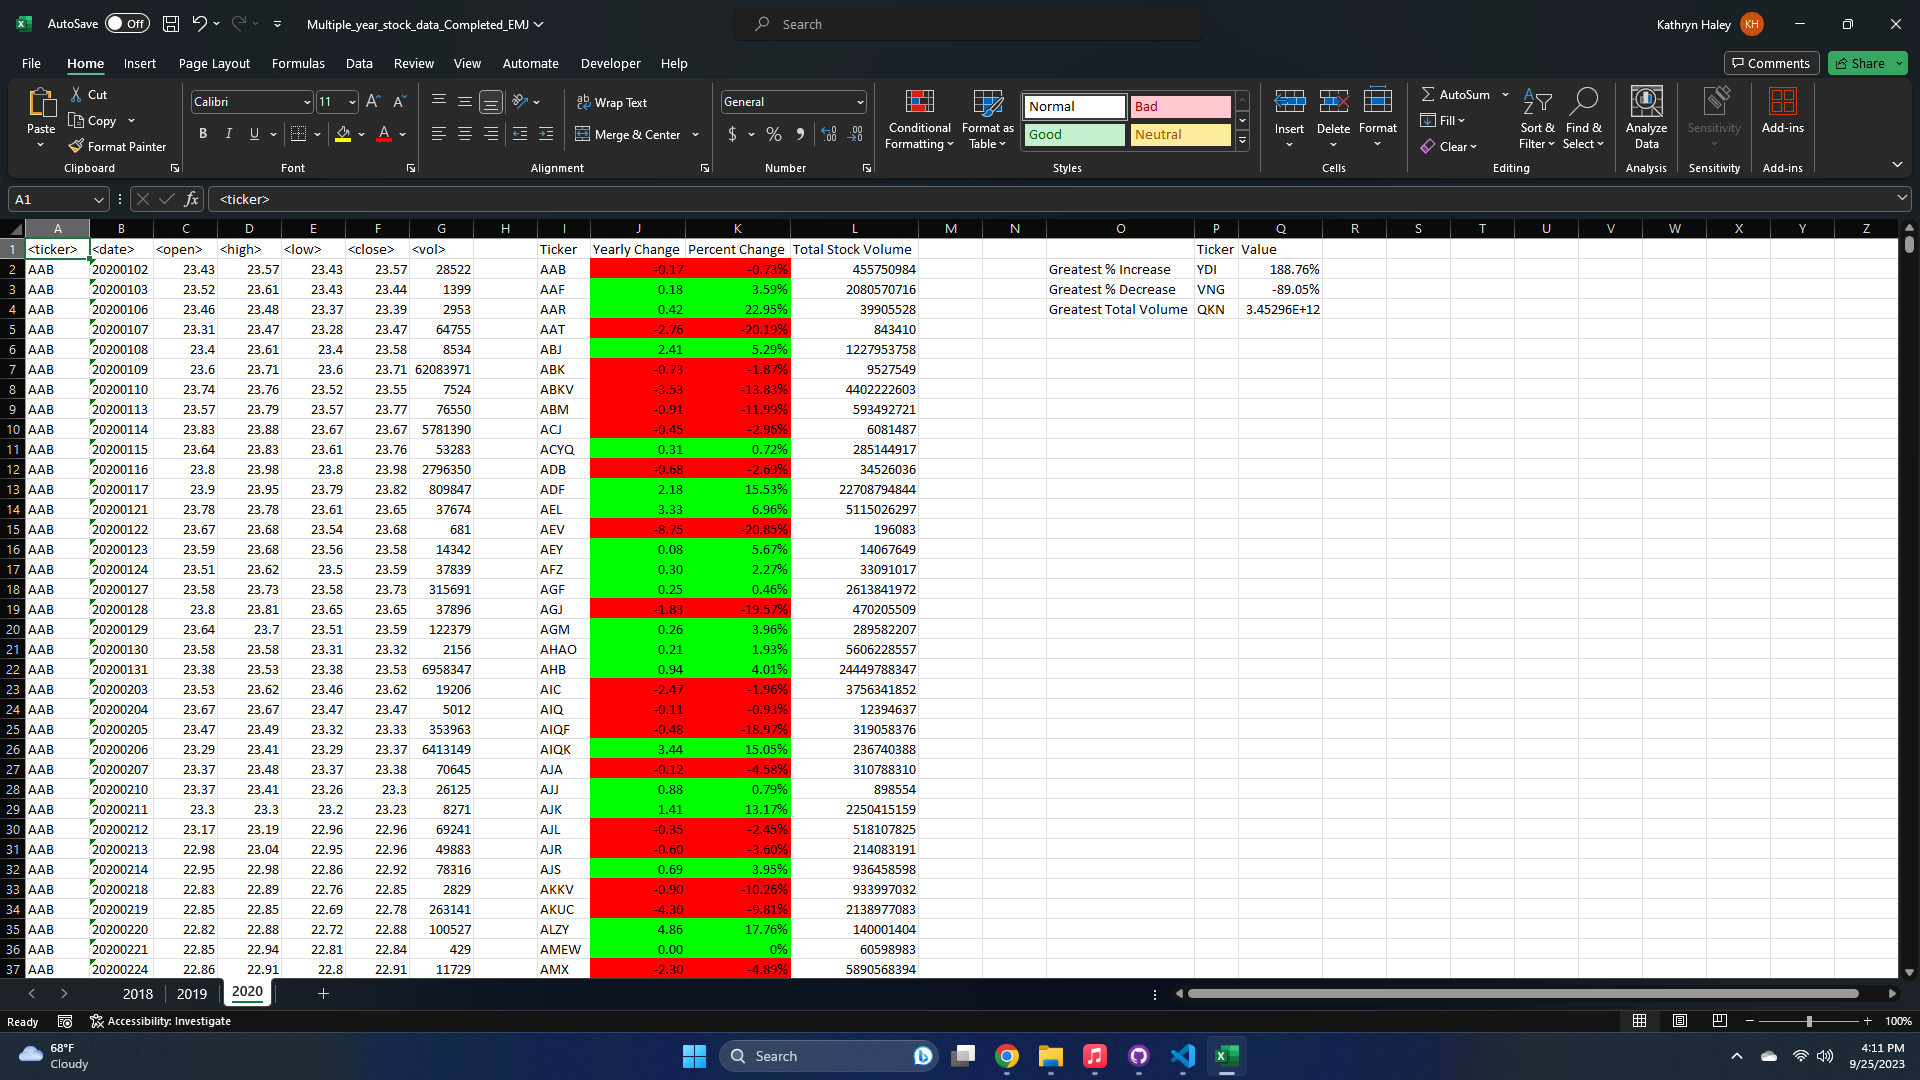 AutoSave Off Multiple_year_stock_data_Completed_EMJ Search Kathryn Haley KH
File Home Insert Page Layout Formulas Data Review View Automate Developer Help Comments Share
Paste Cut Copy Format Painter Clipboard
Calibri 11 B I U A Font
Wrap Text Merge & Center Alignment
General $ % Number
Conditional Formatting Format as Table Normal Bad Good Neutral Styles
Insert Delete Format Cells
AutoSum Fill Clear Sort & Filter Find & Select Editing
Analyze Data Analysis Sensitivity Sensitivity Add-ins Add-ins
A1 fx <ticker>
A B C D E F G H I J K L M N O P Q R S T U V W X Y Z
1 <ticker> <date> <open> <high> <low> <close> <vol> Ticker Yearly Change Percent Change Total Stock Volume Ticker Value
2 AAB 20200102 23.43 23.57 23.43 23.57 28522 AAB -0.17 -0.73% 455750984 Greatest % Increase YDI 188.76%
3 AAB 20200103 23.52 23.61 23.43 23.44 1399 AAF 0.18 3.59% 2080570716 Greatest % Decrease VNG -89.05%
4 AAB 20200106 23.46 23.48 23.37 23.39 2953 AAR 0.42 22.95% 39905528 Greatest Total Volume QKN 3.45296E+12
5 AAB 20200107 23.31 23.47 23.28 23.47 64755 AAT -2.76 -20.19% 843410
6 AAB 20200108 23.4 23.61 23.4 23.58 8534 ABJ 2.41 5.29% 1227953758
7 AAB 20200109 23.6 23.71 23.6 23.71 62083971 ABK -0.73 -1.87% 9527549
8 AAB 20200110 23.74 23.76 23.52 23.55 7524 ABKV -3.53 -13.83% 4402222603
9 AAB 20200113 23.57 23.79 23.57 23.77 76550 ABM -0.91 -11.99% 593492721
10 AAB 20200114 23.83 23.88 23.67 23.67 5781390 ACJ -0.45 -2.96% 6081487
11 AAB 20200115 23.64 23.83 23.61 23.76 53283 ACYQ 0.31 0.72% 285144917
12 AAB 20200116 23.8 23.98 23.8 23.98 2796350 ADB -0.68 -2.69% 34526036
13 AAB 20200117 23.9 23.95 23.79 23.82 809847 ADF 2.18 15.53% 22708794844
14 AAB 20200121 23.78 23.78 23.61 23.65 37674 AEL 3.33 6.96% 5115026297
15 AAB 20200122 23.67 23.68 23.54 23.68 681 AEV -8.75 -20.85% 196083
16 AAB 20200123 23.59 23.68 23.56 23.58 14342 AEY 0.08 5.67% 14067649
17 AAB 20200124 23.51 23.62 23.5 23.59 37839 AFZ 0.30 2.27% 33091017
18 AAB 20200127 23.58 23.73 23.58 23.73 315691 AGF 0.25 0.46% 2613841972
19 AAB 20200128 23.8 23.81 23.65 23.65 37896 AGJ -1.83 -19.57% 470205509
20 AAB 20200129 23.64 23.7 23.51 23.59 122379 AGM 0.26 3.96% 289582207
21 AAB 20200130 23.58 23.58 23.31 23.32 2156 AHAO 0.21 1.93% 5606228557
22 AAB 20200131 23.38 23.53 23.38 23.53 6958347 AHB 0.94 4.01% 24449788347
23 AAB 20200203 23.53 23.62 23.46 23.62 19206 AIC -2.47 -1.96% 3756341852
24 AAB 20200204 23.67 23.67 23.47 23.47 5012 AIQ -0.11 -0.93% 12394637
25 AAB 20200205 23.47 23.49 23.32 23.33 353963 AIQF -0.48 -18.97% 319058376
26 AAB 20200206 23.29 23.41 23.29 23.37 6413149 AIQK 3.44 15.05% 236740388
27 AAB 20200207 23.37 23.48 23.37 23.38 70645 AJA -0.12 -4.58% 310788310
28 AAB 20200210 23.37 23.41 23.26 23.3 26125 AJJ 0.88 0.79% 898554
29 AAB 20200211 23.3 23.3 23.2 23.23 8271 AJK 1.41 13.17% 2250415159
30 AAB 20200212 23.17 23.19 22.96 22.96 69241 AJL -0.35 -2.45% 518107825
31 AAB 20200213 22.98 23.04 22.95 22.96 49883 AJR -0.60 -3.60% 214083191
32 AAB 20200214 22.95 22.98 22.86 22.92 78316 AJS 0.69 3.95% 936458598
33 AAB 20200218 22.83 22.89 22.76 22.85 2829 AKKV -0.90 -10.26% 933997032
34 AAB 20200219 22.85 22.85 22.69 22.78 263141 AKUC -4.30 -9.81% 2138977083
35 AAB 20200220 22.82 22.88 22.72 22.88 100527 ALZY 4.86 17.76% 140001404
36 AAB 20200221 22.85 22.94 22.81 22.84 429 AMEW 0.00 0% 60598983
37 AAB 20200224 22.86 22.91 22.8 22.91 11729 AMX -2.30 -4.89% 5890568394
2018 2019 2020
Ready Accessibility: Investigate 100%
68°F Cloudy Search 4:11 PM 9/25/2023